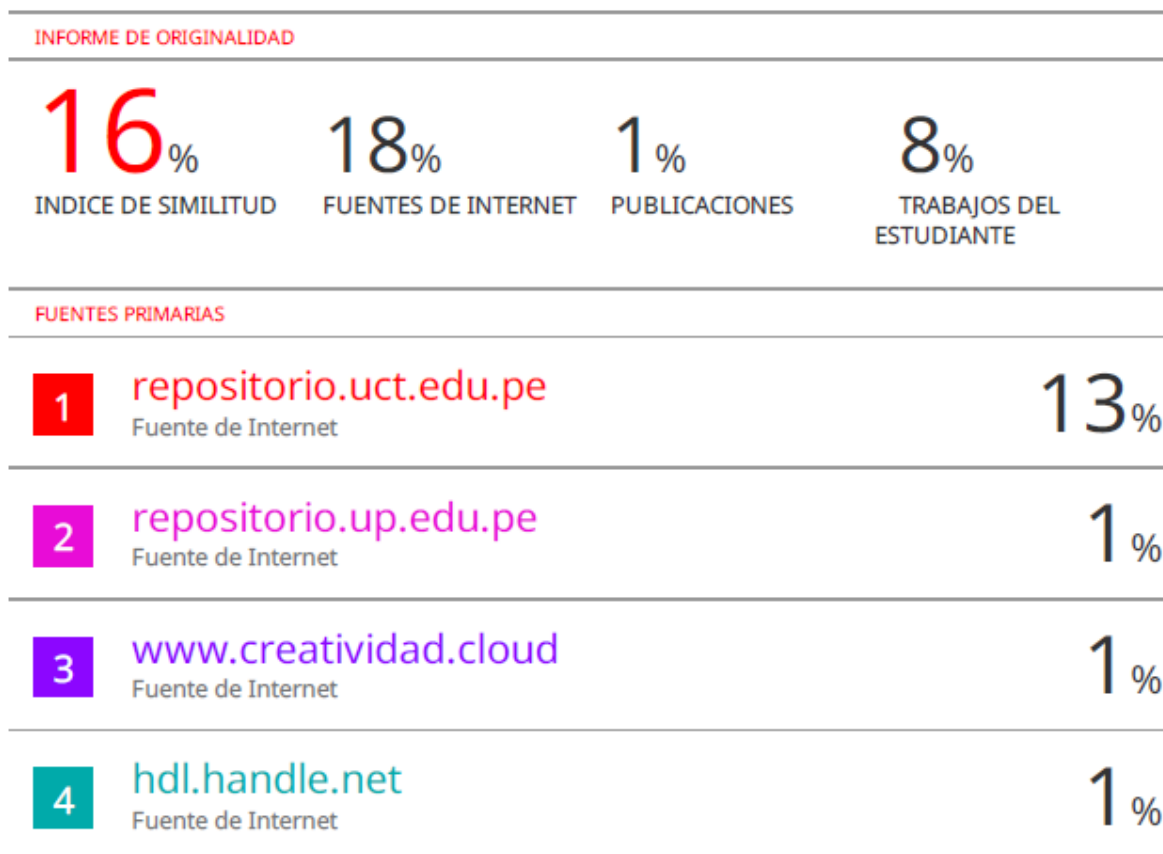 INFORME DE ORIGINALIDAD
16% 18% 1% 8%
INDICE DE SIMILITUD FUENTES DE INTERNET PUBLICACIONES TRABAJOS DEL
ESTUDIANTE
FUENTES PRIMARIAS
1 repositorio.uct.edu.pe 13%
Fuente de Internet
2 repositorio.up.edu.pe 1%
Fuente de Internet
3 www.creatividad.cloud 1%
Fuente de Internet
4 hdl.handle.net 1%
Fuente de Internet